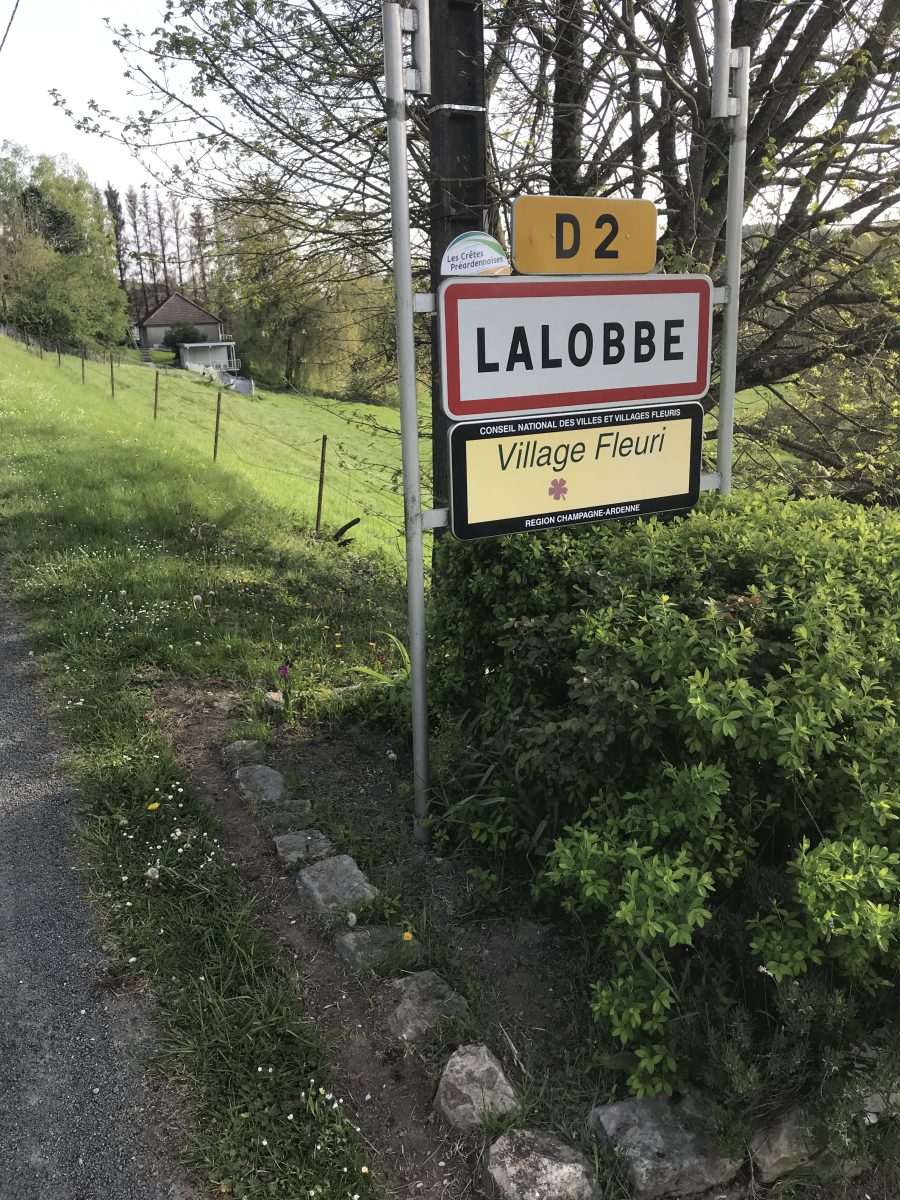 D 2
Les Crêtes
Préardennaises
LALOBBE
CONSEIL NATIONAL DES VILLES ET VILLAGES FLEURIS
Village Fleuri
REGION CHAMPAGNE-ARDENNE